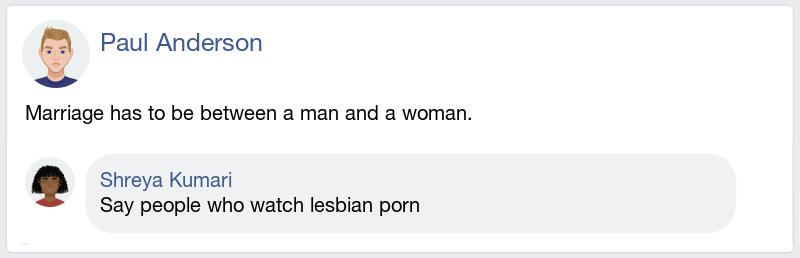 Paul Anderson
Marriage has to be between a man and a woman.
Shreya Kumari
Say people who watch lesbian porn